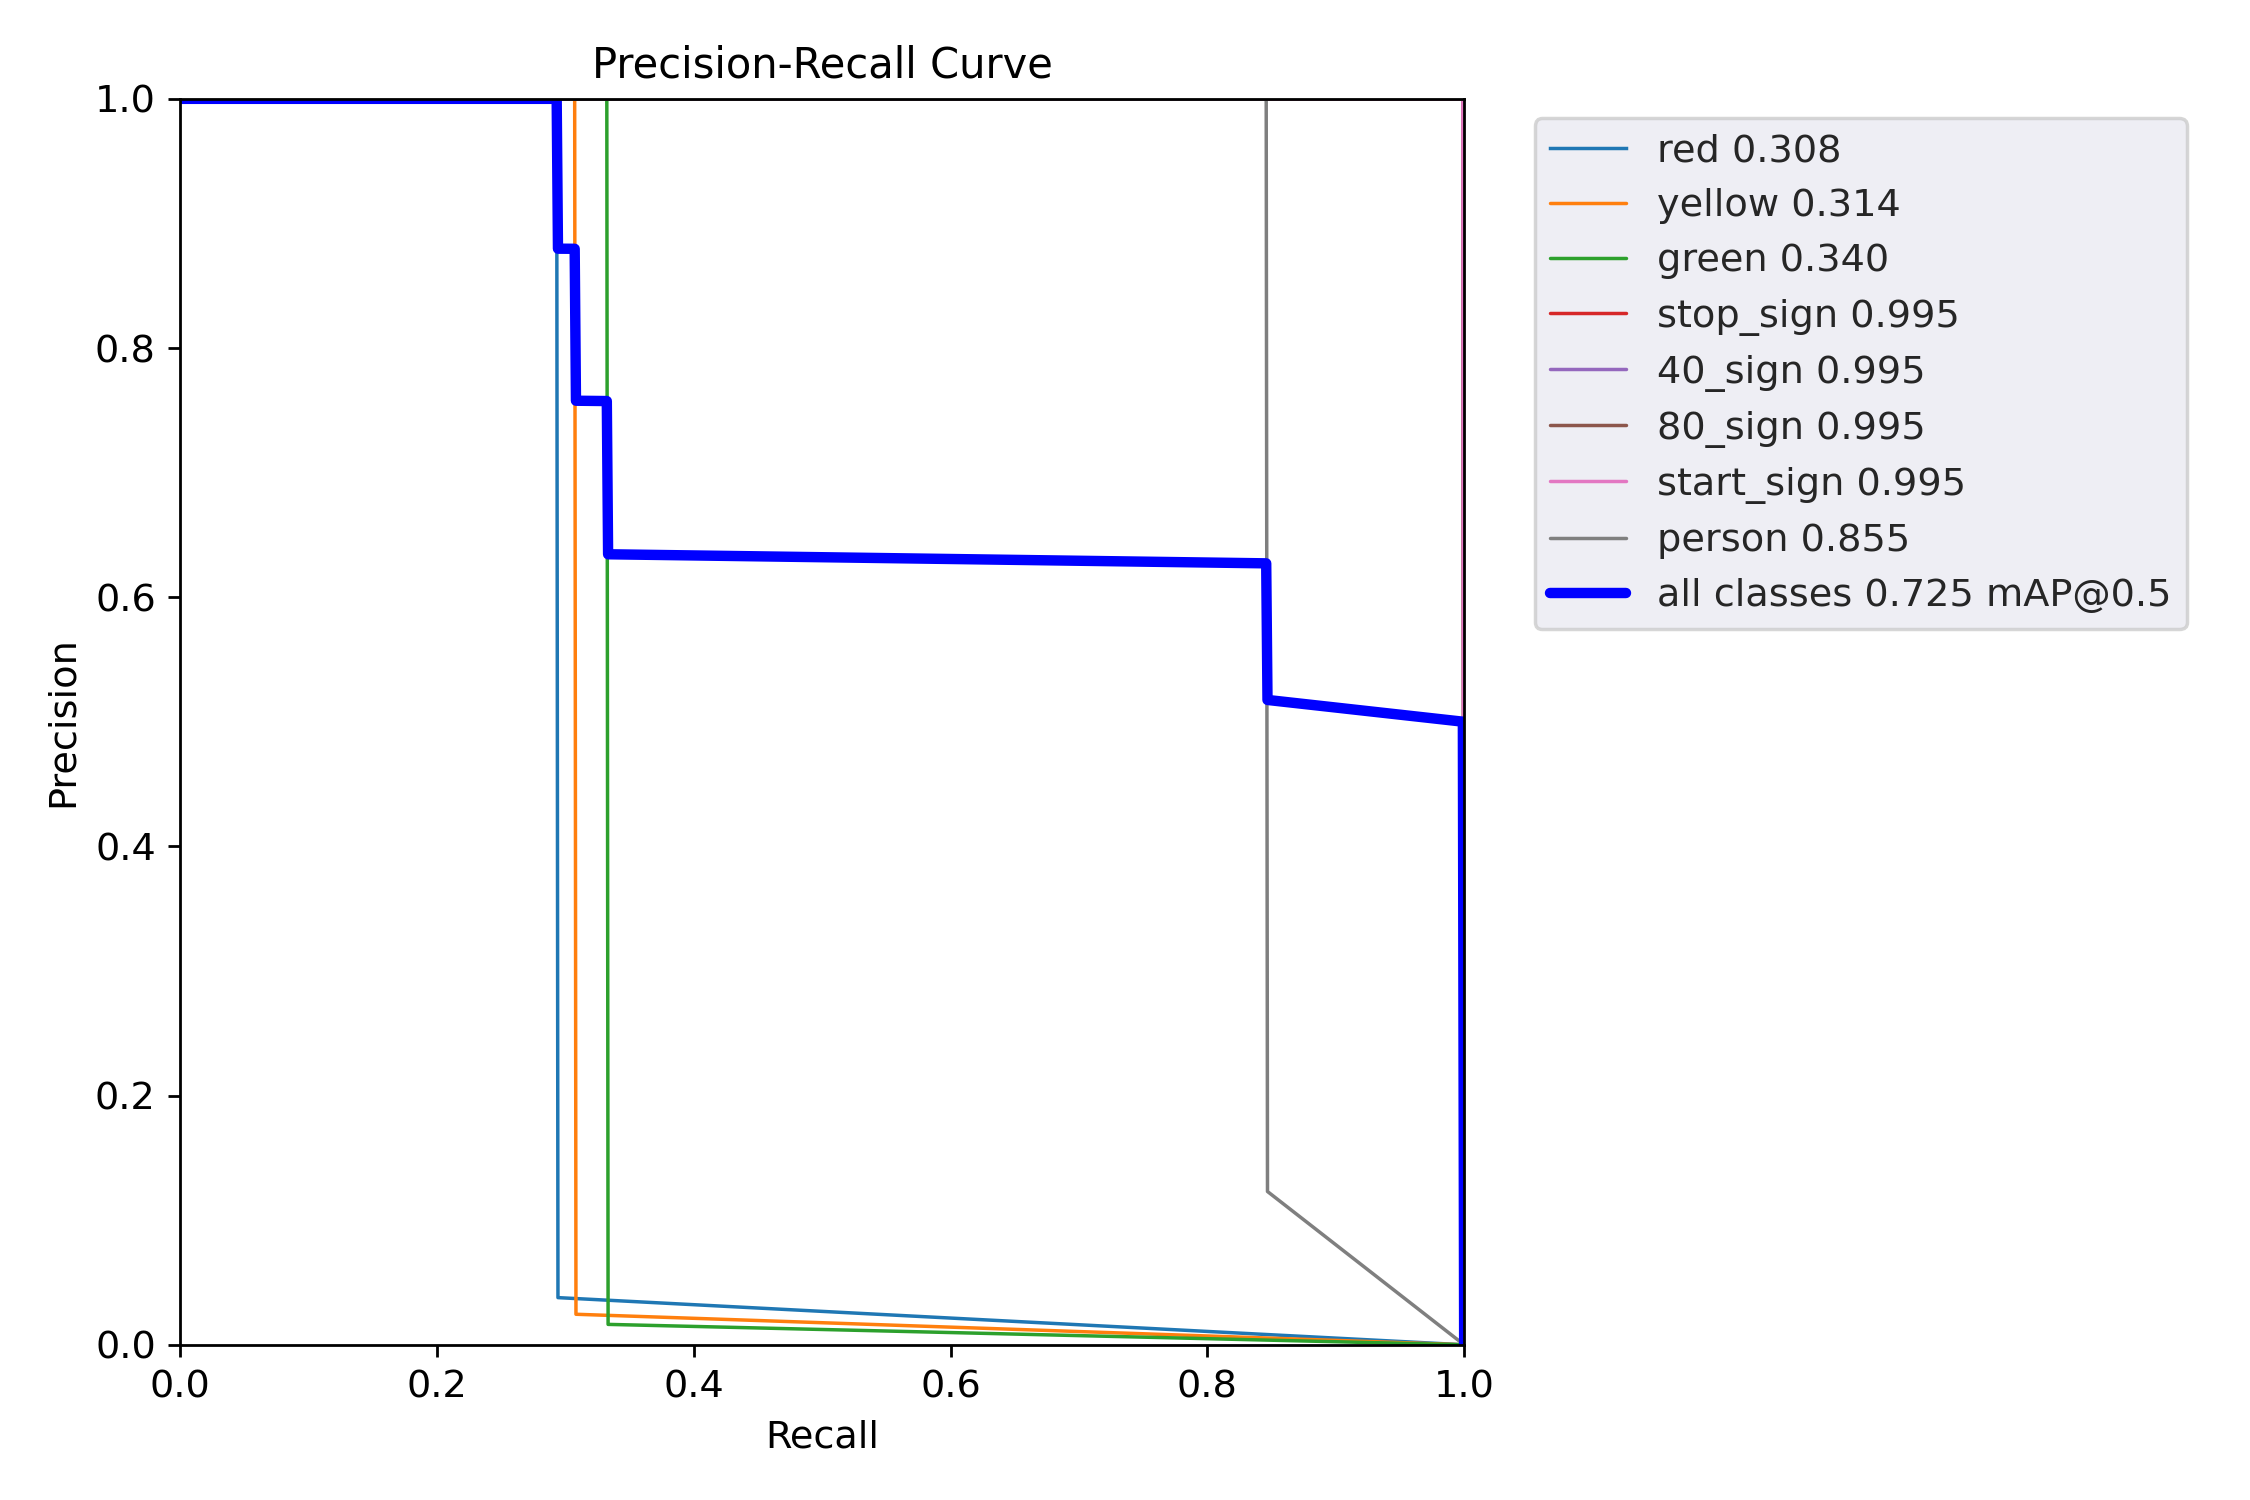 Precision-Recall Curve
1.0
0.8
0.6
0.4
0.2
0.0
Precision
0.0 0.2 0.4 0.6 0.8 1.0
Recall
red 0.308
yellow 0.314
green 0.340
stop_sign 0.995
40_sign 0.995
80_sign 0.995
start_sign 0.995
person 0.855
all classes 0.725 mAP@0.5